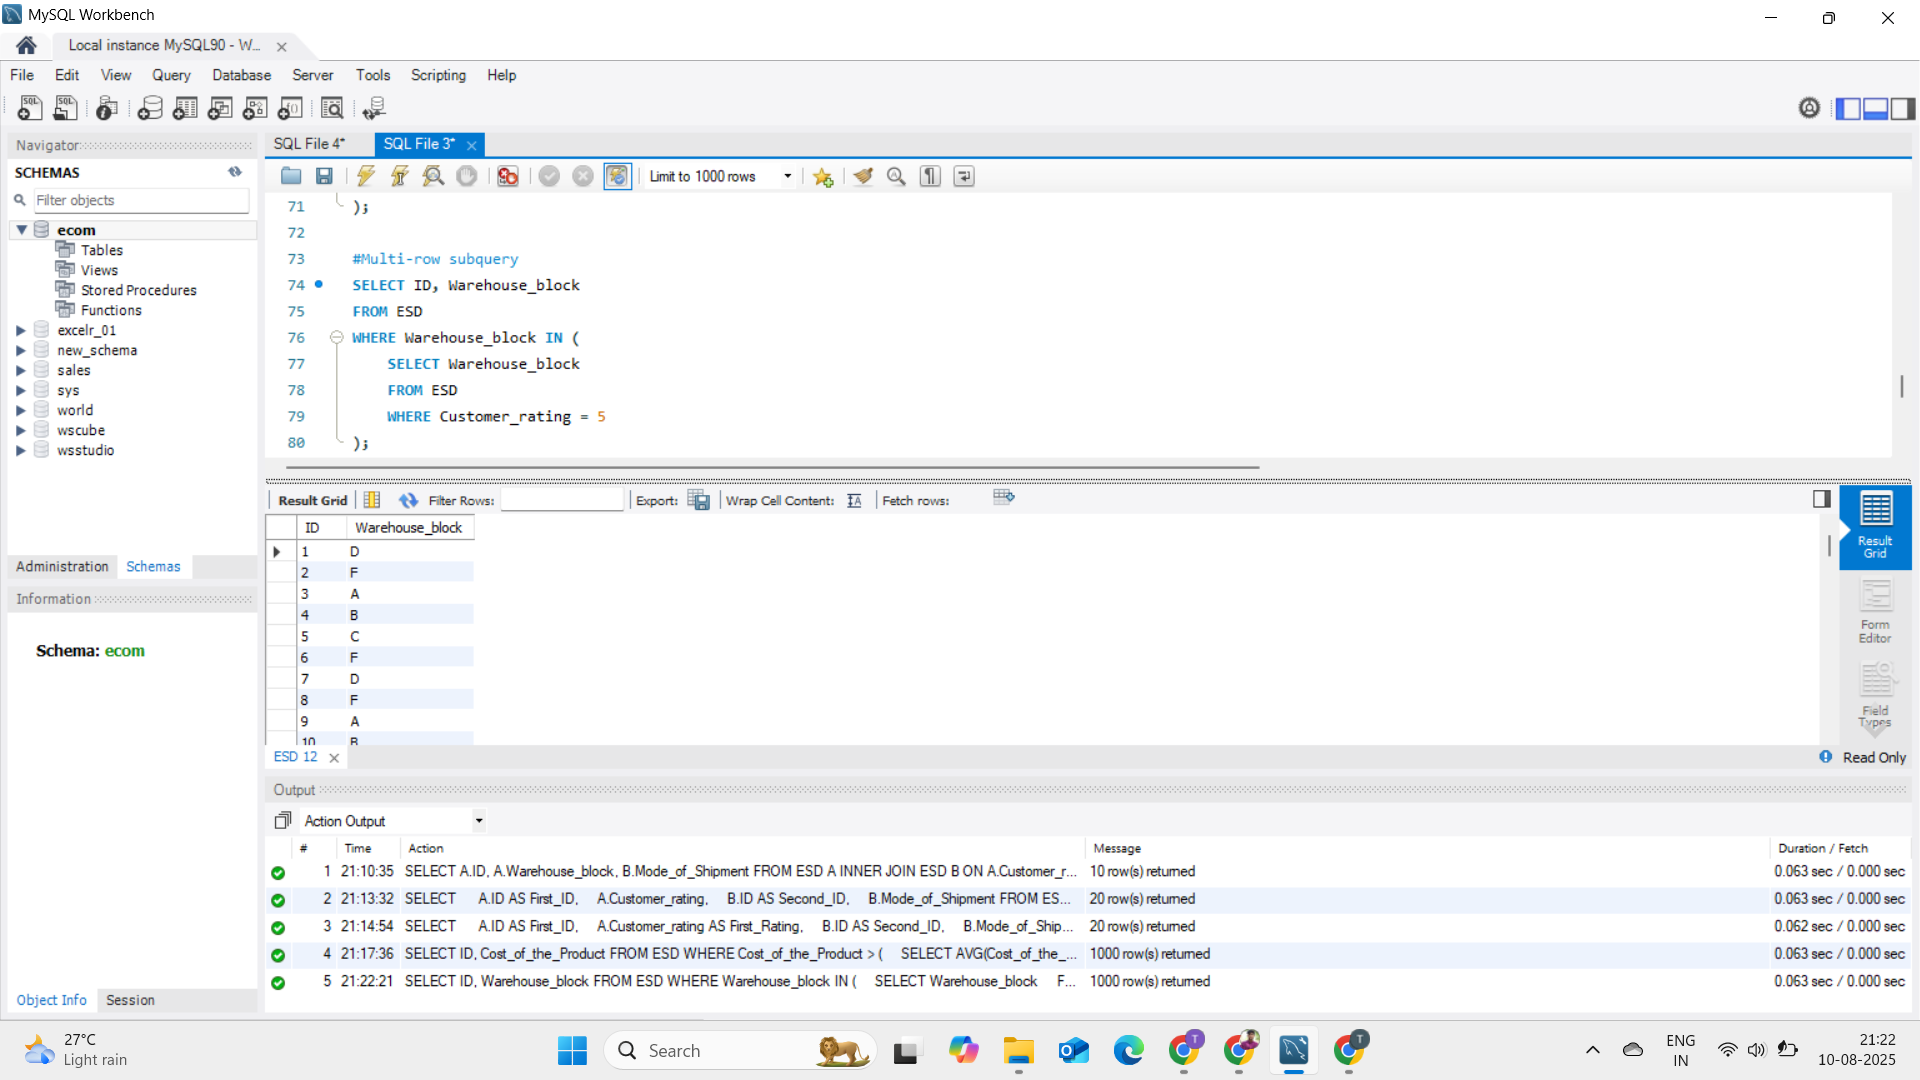 MySQL Workbench
Local instance MySQL90 - W...
File Edit View Query Database Server Tools Scripting Help
Navigator
SCHEMAS
Filter objects
ecom
Tables
Views
Stored Procedures
Functions
excelr_01
new_schema
sales
sys
world
wscube
wsstudio
Administration Schemas
Information
Schema: ecom
Object Info Session
SQL File 4* SQL File 3*
Limit to 1000 rows
71 );
72
73 #Multi-row subquery
74 SELECT ID, Warehouse_block
75 FROM ESD
76 WHERE Warehouse_block IN (
77 SELECT Warehouse_block
78 FROM ESD
79 WHERE Customer_rating = 5
80 );
Result Grid Filter Rows: Export: Wrap Cell Content: Fetch rows:
ID Warehouse_block
1 D
2 F
3 A
4 B
5 C
6 F
7 D
8 F
9 A
10 B
Result Grid
Form Editor
Field Types
ESD 12
Read Only
Output
Action Output
# Time Action Message Duration / Fetch
1 21:10:35 SELECT A.ID, A.Warehouse_block, B.Mode_of_Shipment FROM ESD A INNER JOIN ESD B ON A.Customer_r... 10 row(s) returned 0.063 sec / 0.000 sec
2 21:13:32 SELECT A.ID AS First_ID, A.Customer_rating, B.ID AS Second_ID, B.Mode_of_Shipment FROM ES... 20 row(s) returned 0.063 sec / 0.000 sec
3 21:14:54 SELECT A.ID AS First_ID, A.Customer_rating AS First_Rating, B.ID AS Second_ID, B.Mode_of_Ship... 20 row(s) returned 0.062 sec / 0.000 sec
4 21:17:36 SELECT ID, Cost_of_the_Product FROM ESD WHERE Cost_of_the_Product > ( SELECT AVG(Cost_of_the_... 1000 row(s) returned 0.063 sec / 0.000 sec
5 21:22:21 SELECT ID, Warehouse_block FROM ESD WHERE Warehouse_block IN ( SELECT Warehouse_block F... 1000 row(s) returned 0.063 sec / 0.000 sec
27°C
Light rain
Search
ENG
IN
21:22
10-08-2025